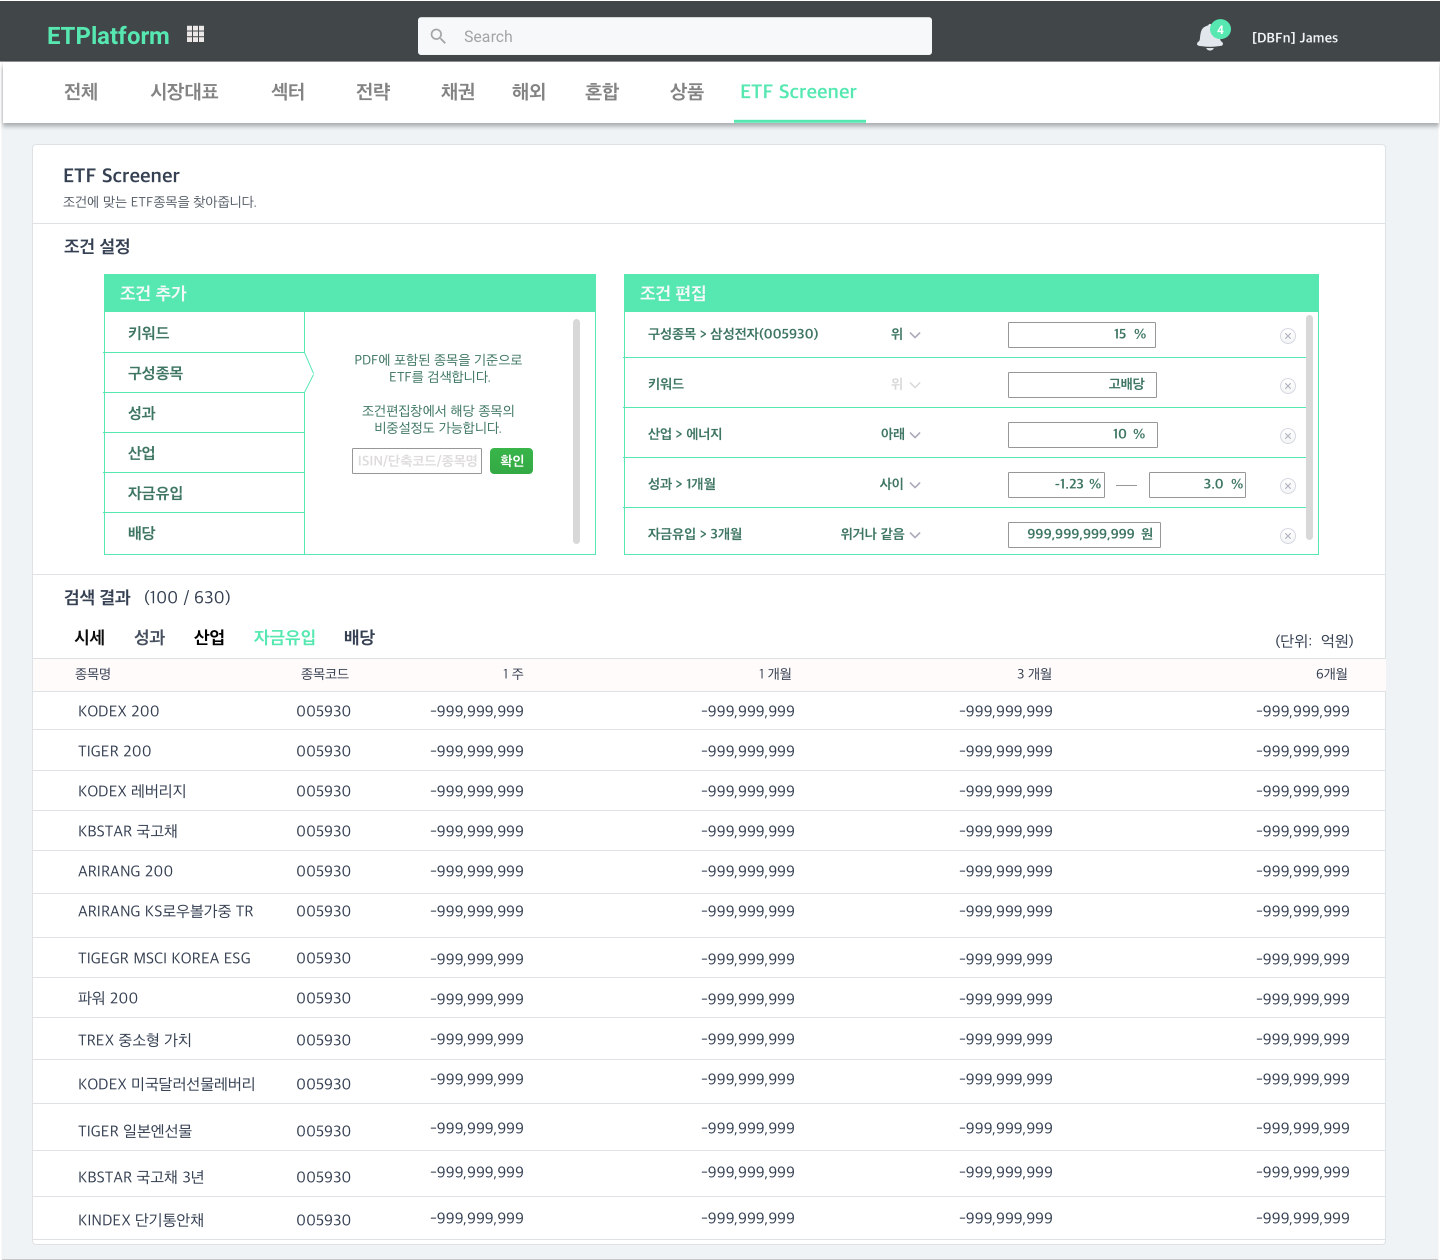 ETPlatform Search 4 [DBFn] James
전체 시장대표 섹터 전략 채권 해외 혼합 상품 ETF Screener
ETF Screener
조건에 맞는 ETF종목을 찾아줍니다.
조건 설정
조건 추가
키워드
구성종목
성과
산업
자금유입
배당
PDF에 포함된 종목을 기준으로
ETF를 검색합니다.
조건편집창에서 해당 종목의
비중설정도 가능합니다.
ISIN/단축코드/종목명 확인
조건 편집
구성종목 > 삼성전자(005930) 위 15 %
키워드 위 고배당
산업 > 에너지 아래 10 %
성과 > 1개월 사이 -1.23 % — 3.0 %
자금유입 > 3개월 위거나 같음 999,999,999,999 원
검색 결과 (100 / 630)
시세 성과 산업 자금유입 배당 (단위: 억원)
종목명 종목코드 1 주 1 개월 3 개월 6개월
KODEX 200 005930 -999,999,999 -999,999,999 -999,999,999 -999,999,999
TIGER 200 005930 -999,999,999 -999,999,999 -999,999,999 -999,999,999
KODEX 레버리지 005930 -999,999,999 -999,999,999 -999,999,999 -999,999,999
KBSTAR 국고채 005930 -999,999,999 -999,999,999 -999,999,999 -999,999,999
ARIRANG 200 005930 -999,999,999 -999,999,999 -999,999,999 -999,999,999
ARIRANG KS로우볼가중 TR 005930 -999,999,999 -999,999,999 -999,999,999 -999,999,999
TIGEGR MSCI KOREA ESG 005930 -999,999,999 -999,999,999 -999,999,999 -999,999,999
파워 200 005930 -999,999,999 -999,999,999 -999,999,999 -999,999,999
TREX 중소형 가치 005930 -999,999,999 -999,999,999 -999,999,999 -999,999,999
KODEX 미국달러선물레버리 005930 -999,999,999 -999,999,999 -999,999,999 -999,999,999
TIGER 일본엔선물 005930 -999,999,999 -999,999,999 -999,999,999 -999,999,999
KBSTAR 국고채 3년 005930 -999,999,999 -999,999,999 -999,999,999 -999,999,999
KINDEX 단기통안채 005930 -999,999,999 -999,999,999 -999,999,999 -999,999,999